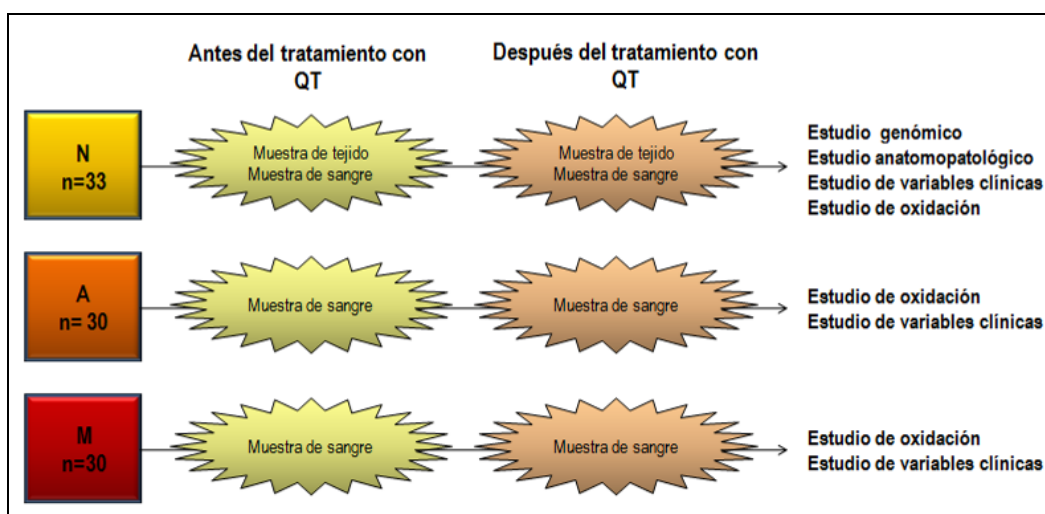 Antes del tratamiento con
QT
Después del tratamiento con
QT
N
n=33
Muestra de tejido
Muestra de sangre
Muestra de tejido
Muestra de sangre
Estudio genómico
Estudio anatomopatológico
Estudio de variables clínicas
Estudio de oxidación
A
n= 30
Muestra de sangre
Muestra de sangre
Estudio de oxidación
Estudio de variables clínicas
M
n=30
Muestra de sangre
Muestra de sangre
Estudio de oxidación
Estudio de variables clínicas